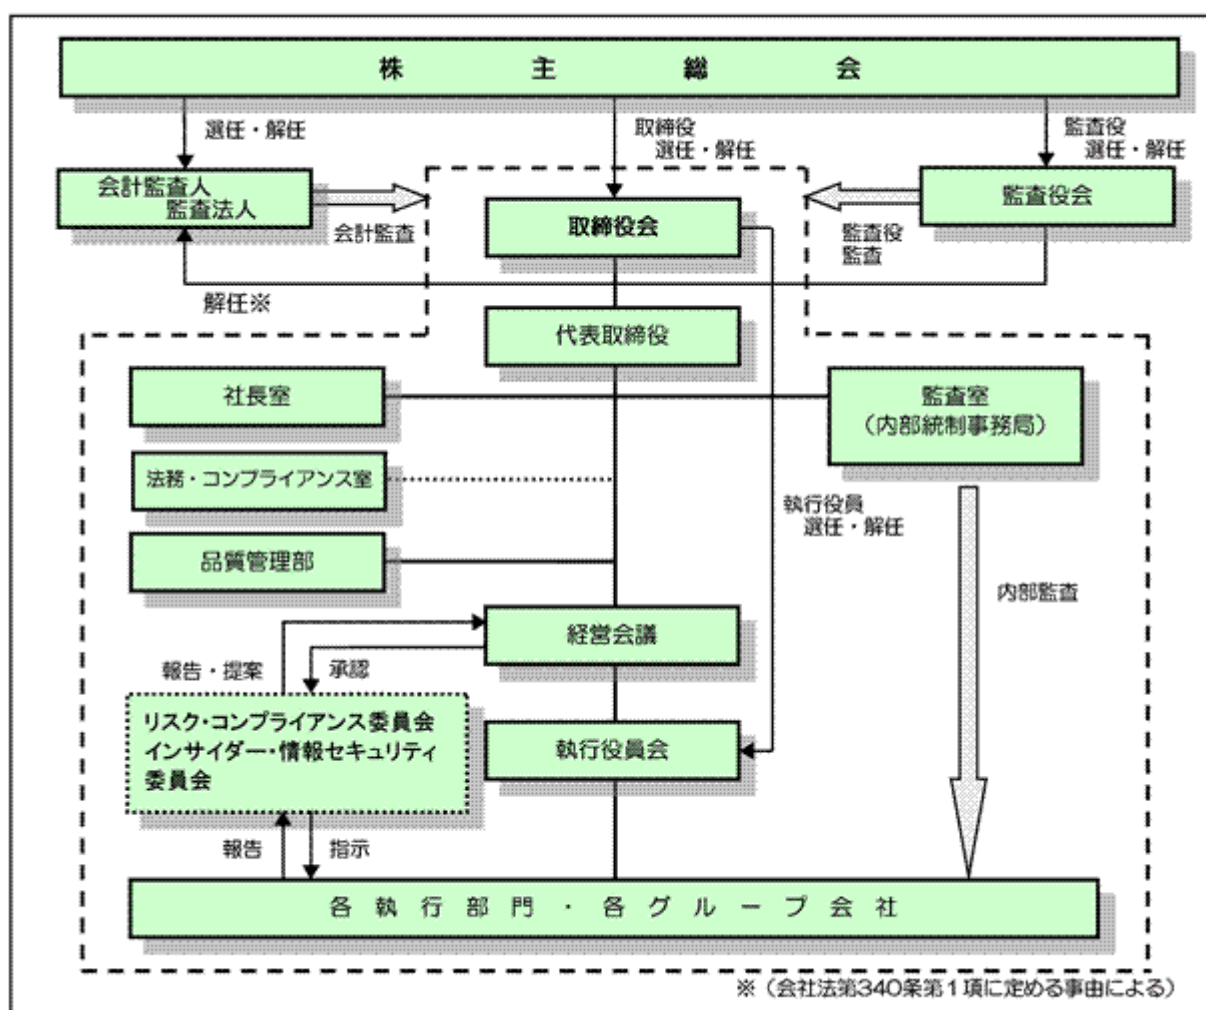 株主総会
選任・解任
取締役
選任・解任
監査役
選任・解任
会計監査人
監査法人
会計監査
取締役会
監査役会
監査役
監査
解任※
代表取締役
社長室
監査室
（内部統制事務局）
法務・コンプライアンス室
執行役員
選任・解任
品質管理部
内部監査
経営会議
報告・提案
承認
リスク・コンプライアンス委員会
インサイダー・情報セキュリティ
委員会
執行役員会
報告
指示
各執行部門・各グループ会社
※（会社法第340条第１項に定める事由による）